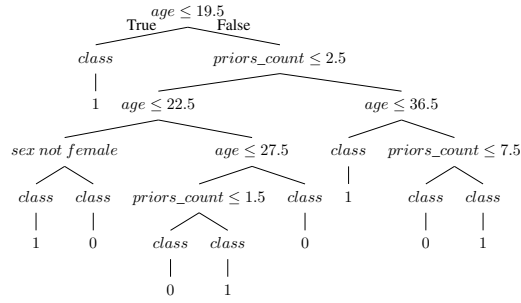 age ≤ 19.5
True False
class priors_count ≤ 2.5
1 age ≤ 22.5 age ≤ 36.5
sex not female age ≤ 27.5 class priors_count ≤ 7.5
class class priors_count ≤ 1.5 class 1 class class
1 0 class class 0 0 1
0 1